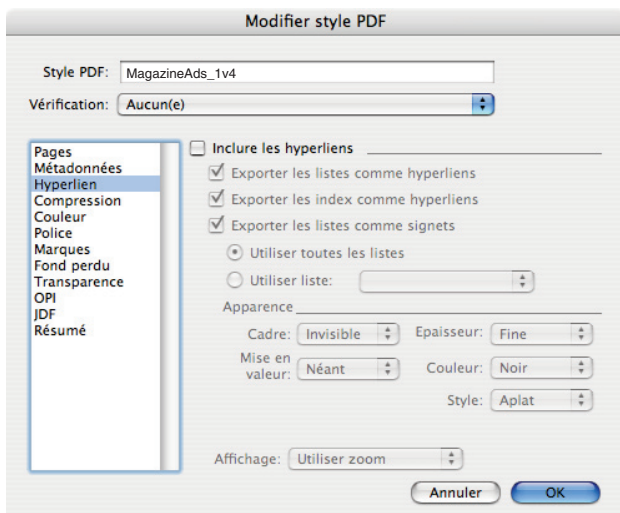 Modifier style PDF
Style PDF: MagazineAds_1v4
Vérification: Aucun(e)
Pages
Métadonnées
Hyperlien
Compression
Couleur
Police
Marques
Fond perdu
Transparence
OPI
JDF
Résumé
Inclure les hyperliens
Exporter les listes comme hyperliens
Exporter les index comme hyperliens
Exporter les listes comme signets
Utiliser toutes les listes
Utiliser liste:
Apparence
Cadre: Invisible Epaisseur: Fine
Mise en
valeur: Néant Couleur: Noir
Style: Aplat
Affichage: Utiliser zoom
Annuler OK